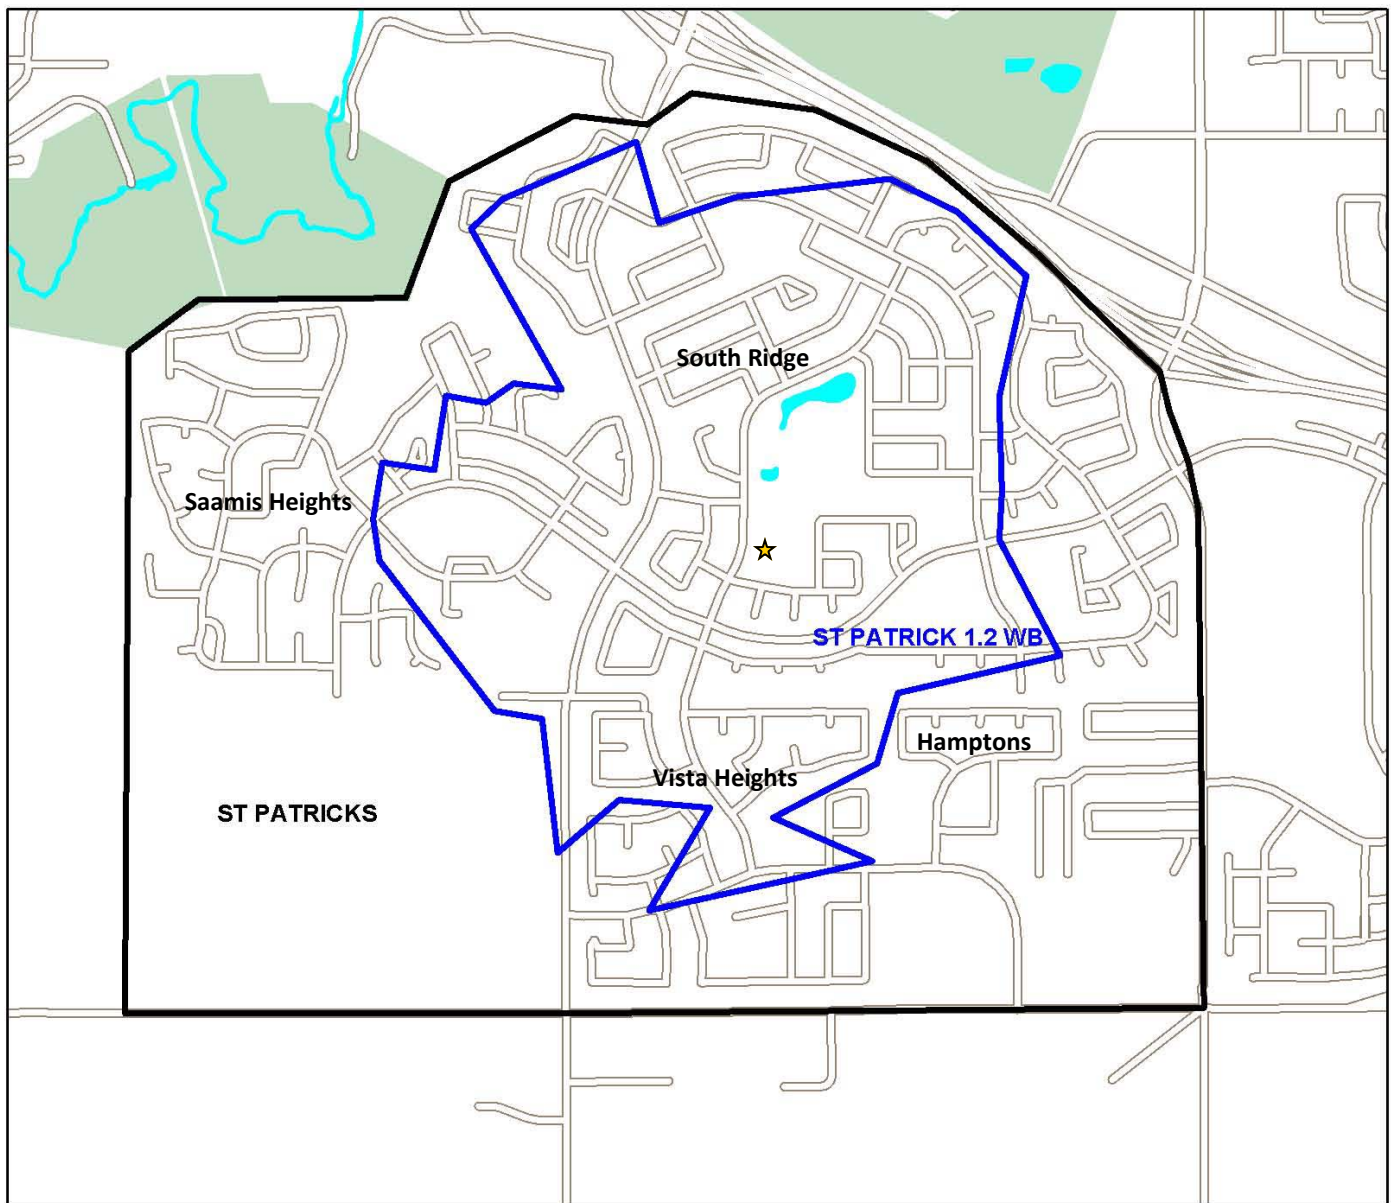 South Ridge
Saamis Heights
ST PATRICK 1.2 WB
Hamptons
Vista Heights
ST PATRICKS